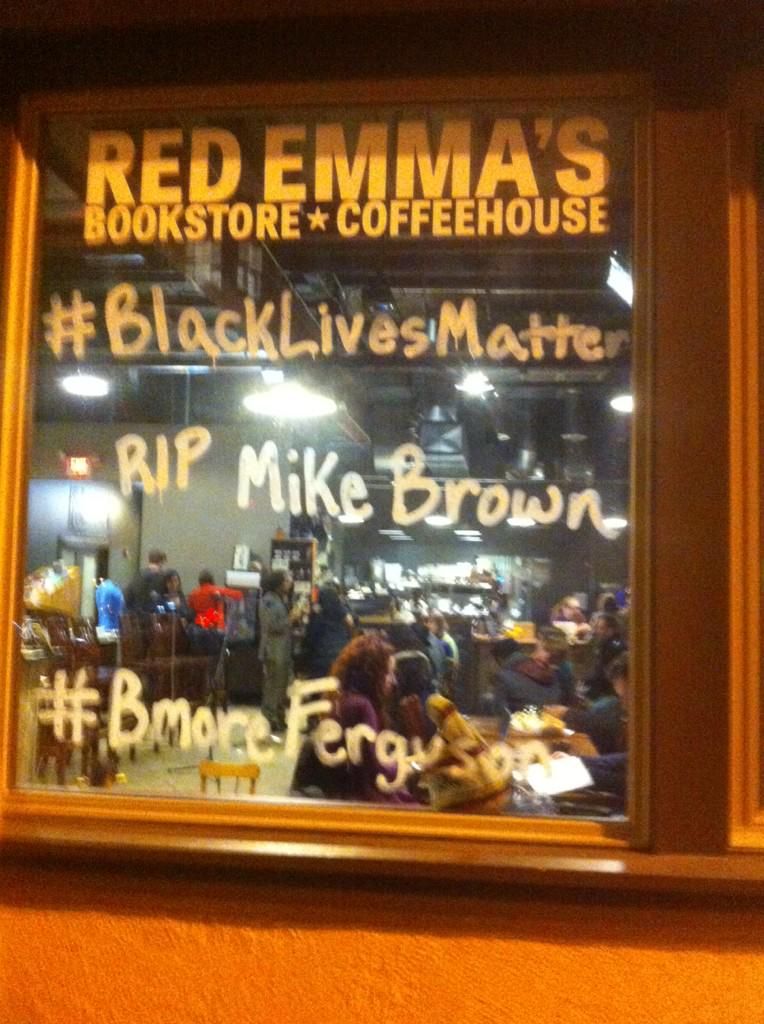 RED EMMA'S
BOOKSTORE ★ COFFEEHOUSE
#BlackLivesMatter
RIP Mike Brown
#BmoreFerguson